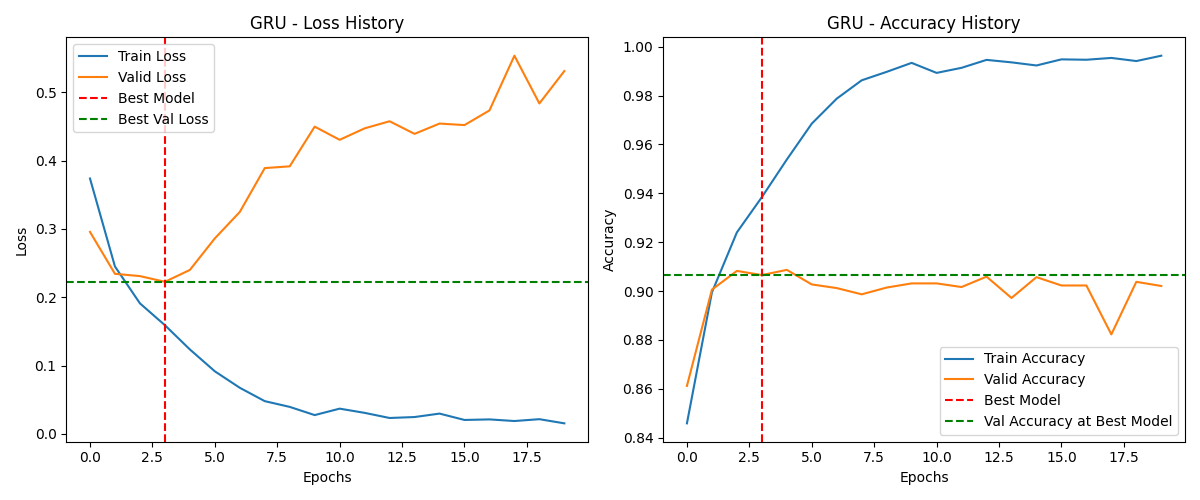 GRU - Loss History
Train Loss
Valid Loss
Best Model
Best Val Loss
0.5
0.4
0.3
0.2
0.1
0.0
Loss
0.0 2.5 5.0 7.5 10.0 12.5 15.0 17.5
Epochs
GRU - Accuracy History
1.00
0.98
0.96
0.94
0.92
0.90
0.88
0.86
0.84
Accuracy
Train Accuracy
Valid Accuracy
Best Model
Val Accuracy at Best Model
0.0 2.5 5.0 7.5 10.0 12.5 15.0 17.5
Epochs